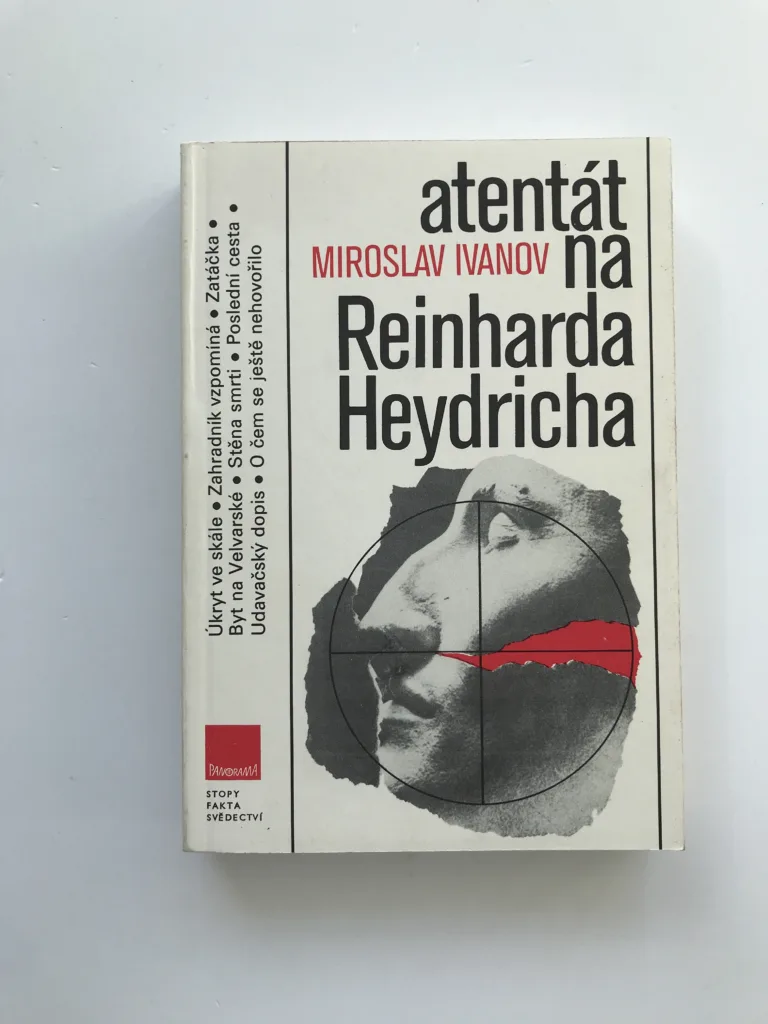 atentát
MIROSLAV IVANOV
na
Reinharda
Heydricha
Úkryt ve skále • Zahradník vzpomíná • Zatáčka •
Byt na Velvarské • Stěna smrti • Poslední cesta •
Udavačský dopis • O čem se ještě nehovořilo
PANORAMA
STOPY
FAKTA
SVĚDECTVÍ